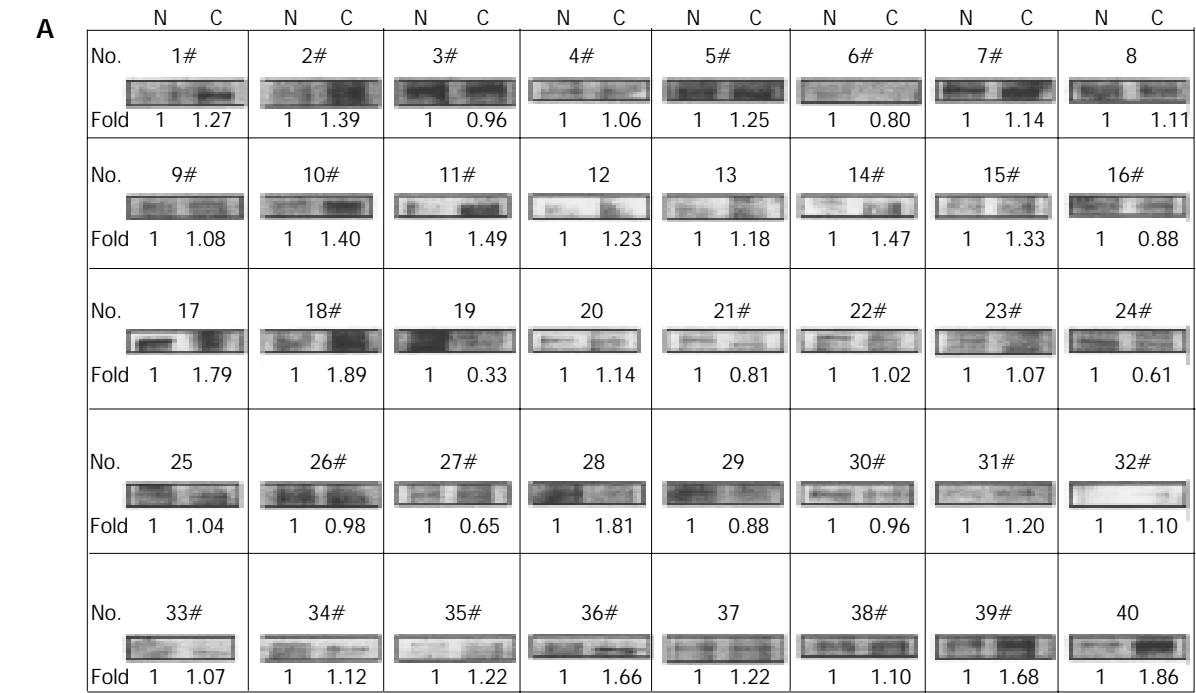 A
N C N C N C N C N C N C N C N C
No. 1# 2# 3# 4# 5# 6# 7# 8
Fold 1 1.27 1 1.39 1 0.96 1 1.06 1 1.25 1 0.80 1 1.14 1 1.11
No. 9# 10# 11# 12 13 14# 15# 16#
Fold 1 1.08 1 1.40 1 1.49 1 1.23 1 1.18 1 1.47 1 1.33 1 0.88
No. 17 18# 19 20 21# 22# 23# 24#
Fold 1 1.79 1 1.89 1 0.33 1 1.14 1 0.81 1 1.02 1 1.07 1 0.61
No. 25 26# 27# 28 29 30# 31# 32#
Fold 1 1.04 1 0.98 1 0.65 1 1.81 1 0.88 1 0.96 1 1.20 1 1.10
No. 33# 34# 35# 36# 37 38# 39# 40
Fold 1 1.07 1 1.12 1 1.22 1 1.66 1 1.22 1 1.10 1 1.68 1 1.86